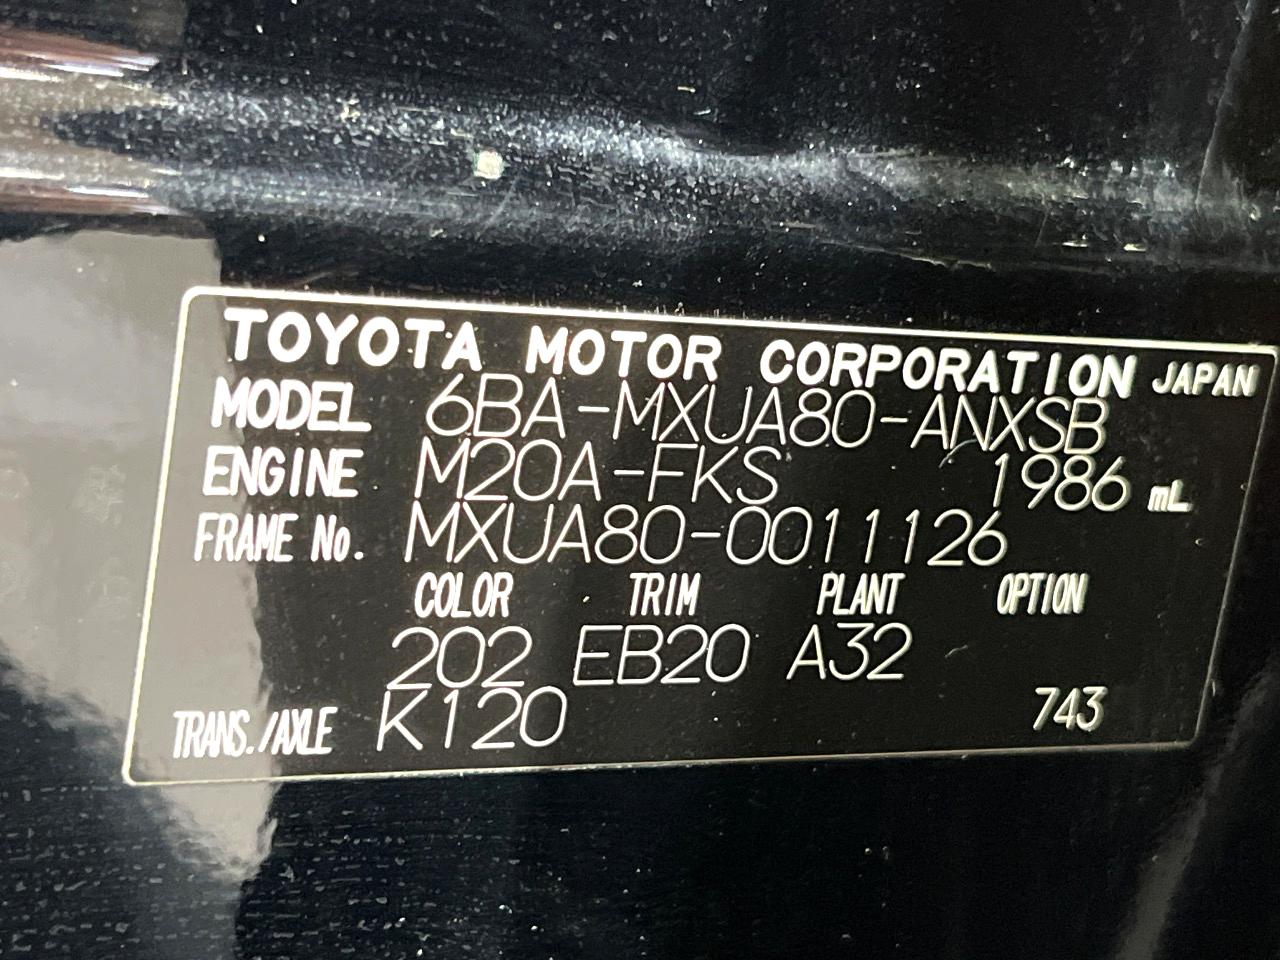 TOYOTA MOTOR CORPORATION JAPAN
MODEL 6BA-MXUA80-ANXSB
ENGINE M20A-FKS 1986 mL
FRAME No. MXUA80-0011126
COLOR TRIM PLANT OPTION
202 EB20 A32
TRANS./AXLE K120 743